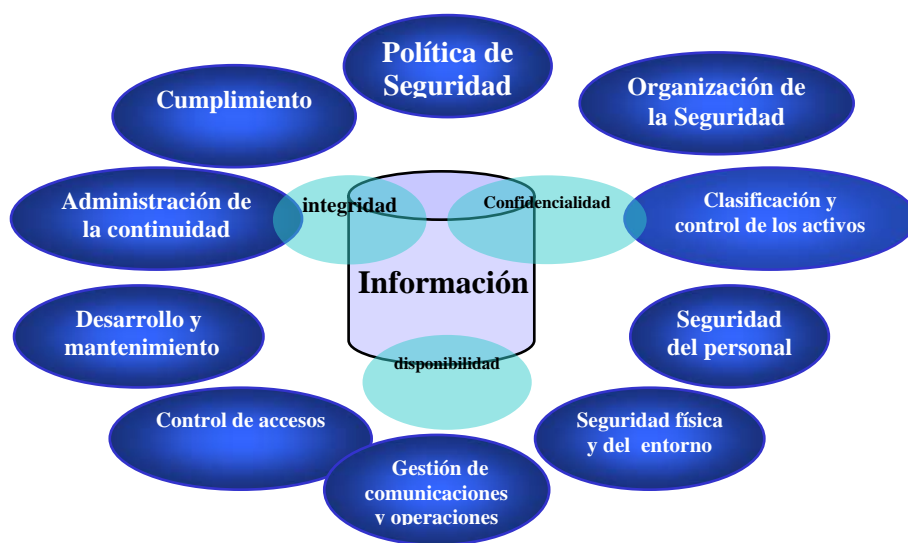 Política de
Seguridad
Organización de
la Seguridad
Cumplimiento
Clasificación y
control de los activos
Administración de
la continuidad
integridad
Confidencialidad
Información
Seguridad
del personal
Desarrollo y
mantenimiento
disponibilidad
Seguridad física
y del entorno
Control de accesos
Gestión de
comunicaciones
y operaciones